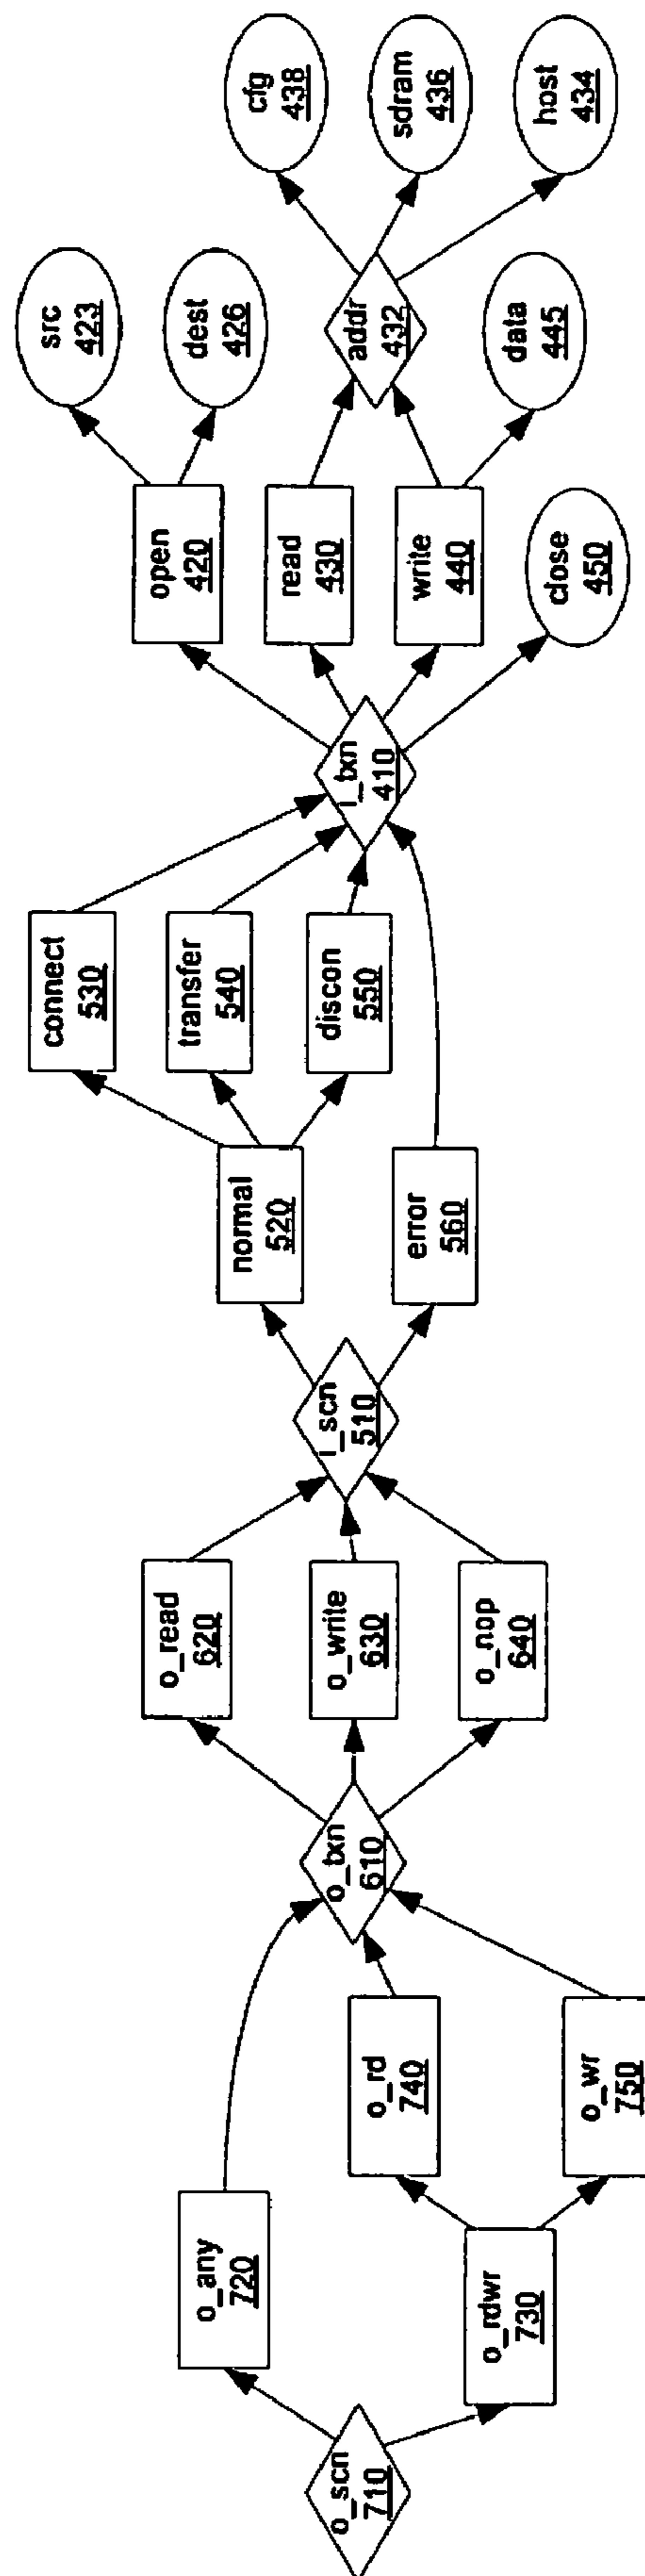 o_scn
710
o_any
720
o_rdwr
730
o_rd
740
o_wr
750
o_txn
610
o_read
620
o_write
630
o_nop
640
i_scn
510
normal
520
error
560
connect
530
transfer
540
discon
550
i_txn
410
open
420
read
430
write
440
close
450
src
423
dest
426
addr
432
data
445
cfg
438
sdram
436
host
434